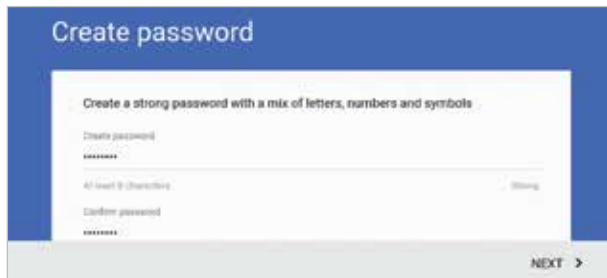 Create password
Create a strong password with a mix of letters, numbers and symbols
Create password
••••••••
At least 8 characters
Strong
Confirm password
••••••••
NEXT >